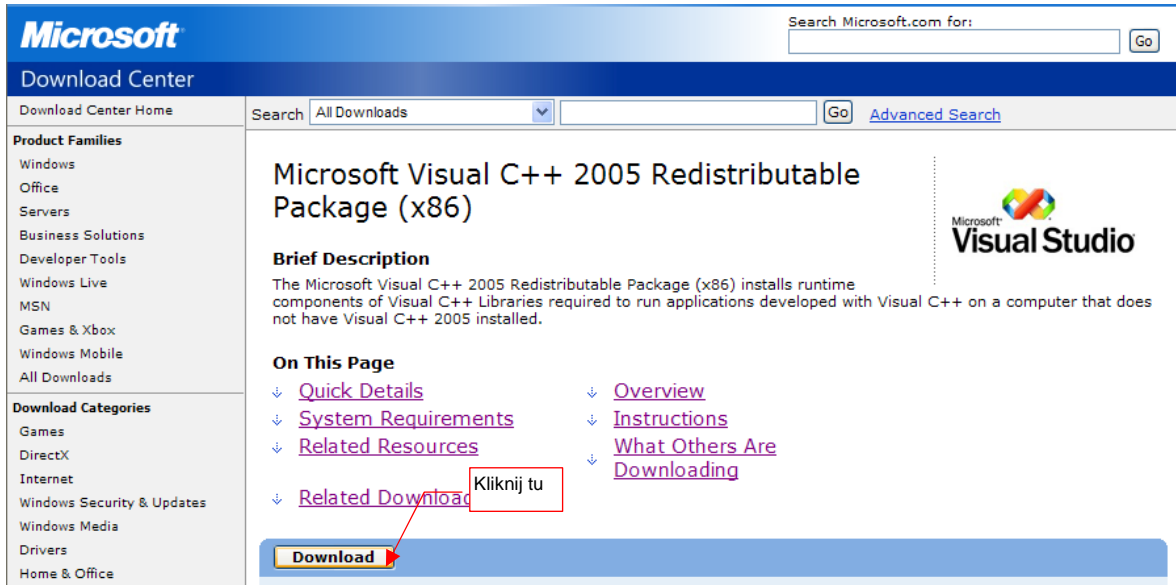 Microsoft
Search Microsoft.com for:
Go
Download Center
Download Center Home
Search All Downloads Go Advanced Search
Product Families
Windows
Office
Servers
Business Solutions
Developer Tools
Windows Live
MSN
Games & Xbox
Windows Mobile
All Downloads
Download Categories
Games
DirectX
Internet
Windows Security & Updates
Windows Media
Drivers
Home & Office
Microsoft Visual C++ 2005 Redistributable
Package (x86)
Microsoft
Visual Studio
Brief Description
The Microsoft Visual C++ 2005 Redistributable Package (x86) installs runtime
components of Visual C++ Libraries required to run applications developed with Visual C++ on a computer that does
not have Visual C++ 2005 installed.
On This Page
Quick Details
Overview
System Requirements
Instructions
Related Resources
What Others Are
Downloading
Related Downloa
Kliknij tu
Download